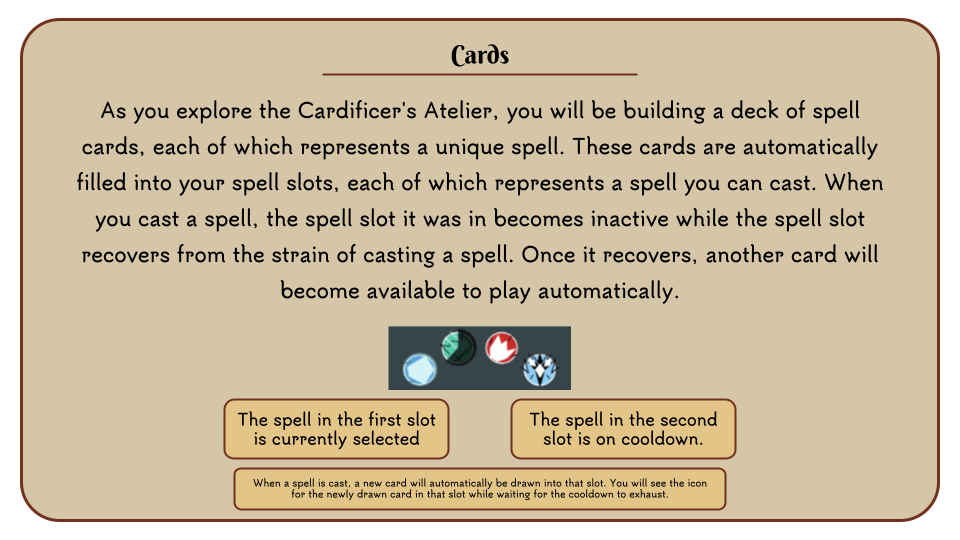 Cards
As you explore the Cardificer's Atelier, you will be building a deck of spell
cards, each of which represents a unique spell. These cards are automatically
filled into your spell slots, each of which represents a spell you can cast. When
you cast a spell, the spell slot it was in becomes inactive while the spell slot
recovers from the strain of casting a spell. Once it recovers, another card will
become available to play automatically.
The spell in the first slot
is currently selected
The spell in the second
slot is on cooldown.
When a spell is cast, a new card will automatically be drawn into that slot. You will see the icon
for the newly drawn card in that slot while waiting for the cooldown to exhaust.